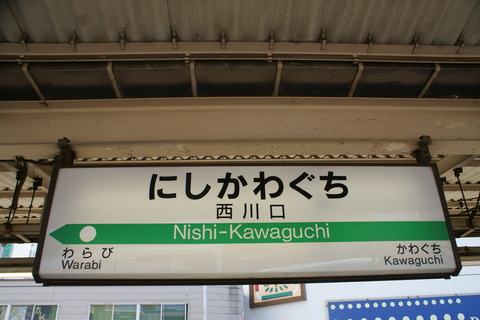 にしかわぐち
西川口
Nishi-Kawaguchi
わらび
Warabi
かわぐち
Kawaguchi